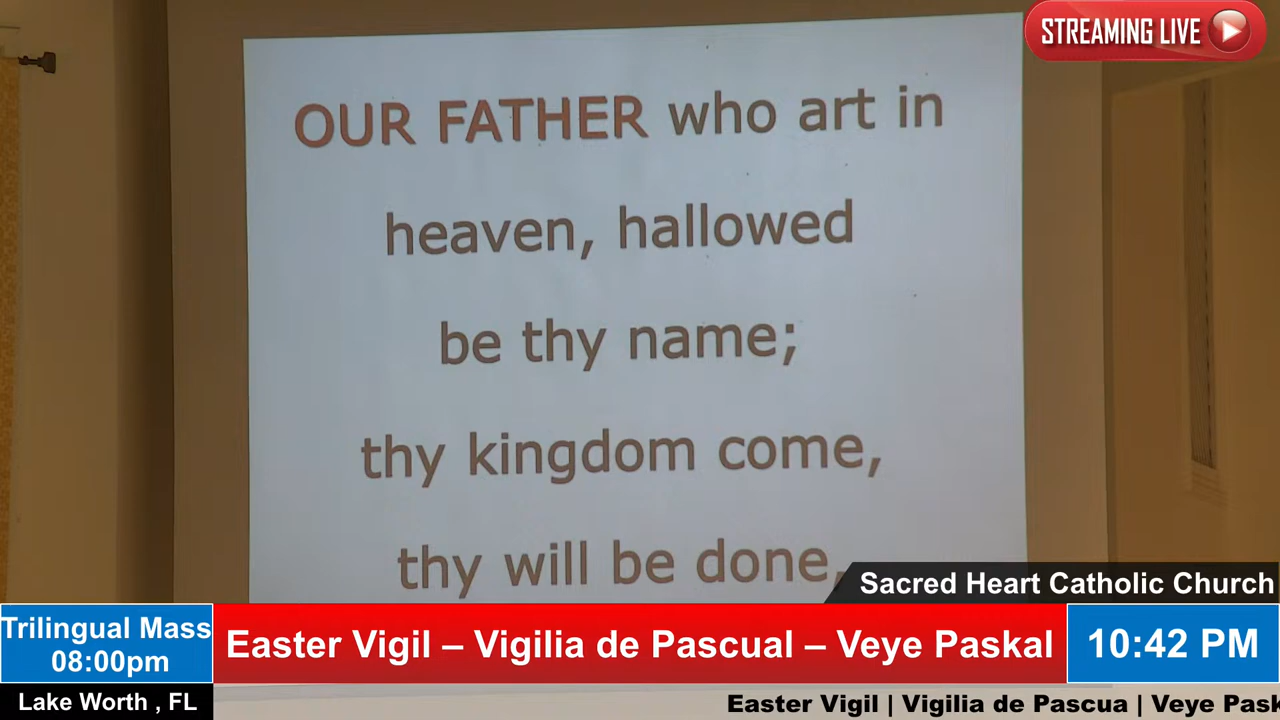 STREAMING LIVE
OUR FATHER who art in
heaven, hallowed
be thy name;
thy kingdom come,
thy will be done,
Sacred Heart Catholic Church
Trilingual Mass
08:00pm
Easter Vigil – Vigilia de Pascual – Veye Paskal
10:42 PM
Lake Worth , FL
Easter Vigil | Vigilia de Pascua | Veye Pask